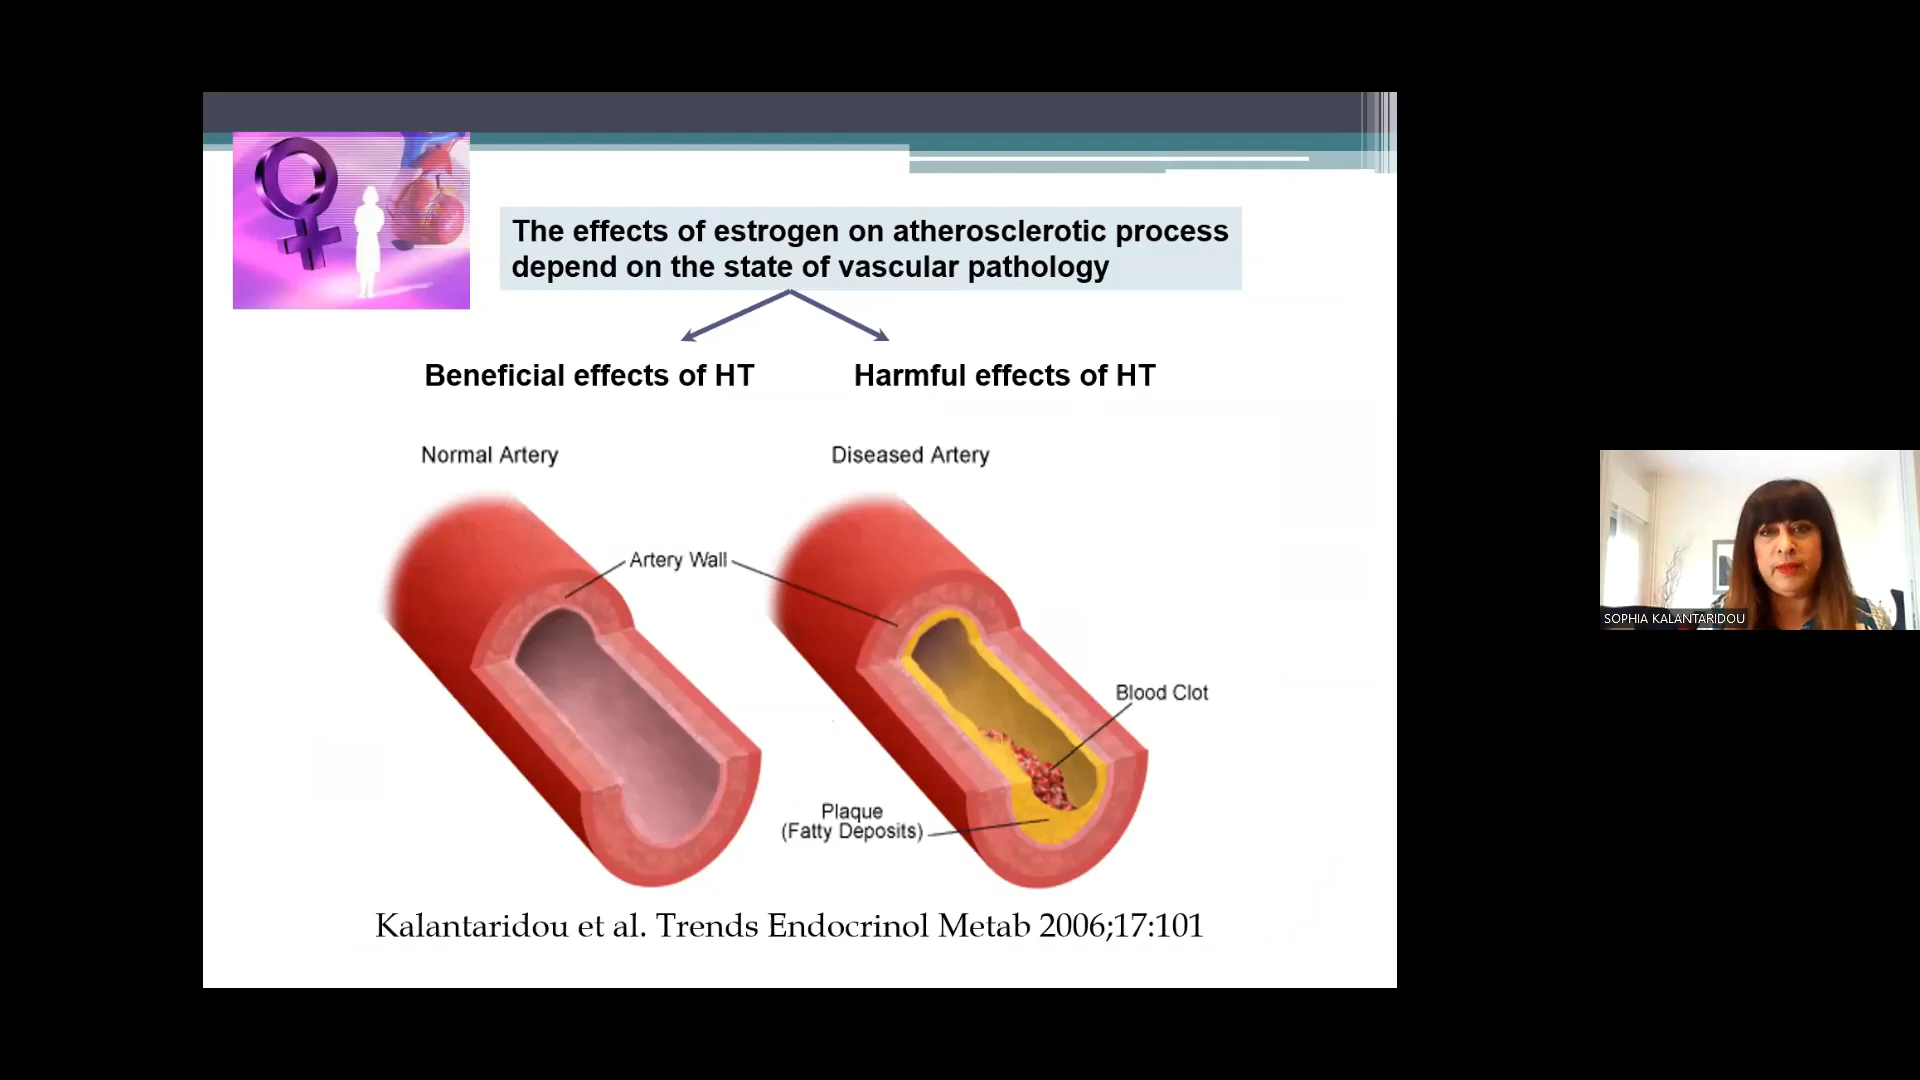 The effects of estrogen on atherosclerotic process
depend on the state of vascular pathology
Beneficial effects of HT
Harmful effects of HT
Normal Artery
Diseased Artery
Artery Wall
Blood Clot
Plaque
(Fatty Deposits)
Kalantaridou et al. Trends Endocrinol Metab 2006;17:101
SOPHIA KALANTARIDOU